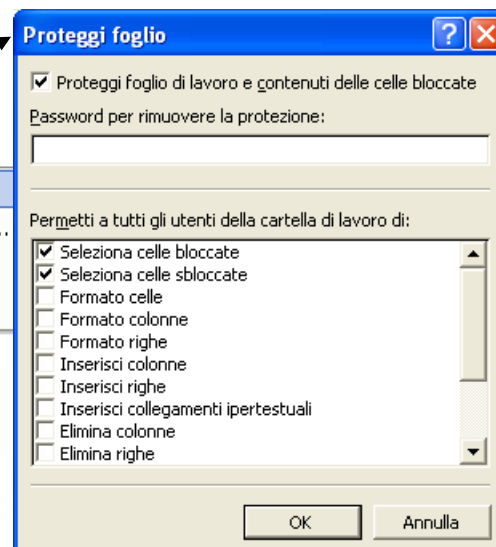 Proteggi foglio
Proteggi foglio di lavoro e contenuti delle celle bloccate
Password per rimuovere la protezione:
Permetti a tutti gli utenti della cartella di lavoro di:
Seleziona celle bloccate
Seleziona celle sbloccate
Formato celle
Formato colonne
Formato righe
Inserisci colonne
Inserisci righe
Inserisci collegamenti ipertestuali
Elimina colonne
Elimina righe
OK Annulla